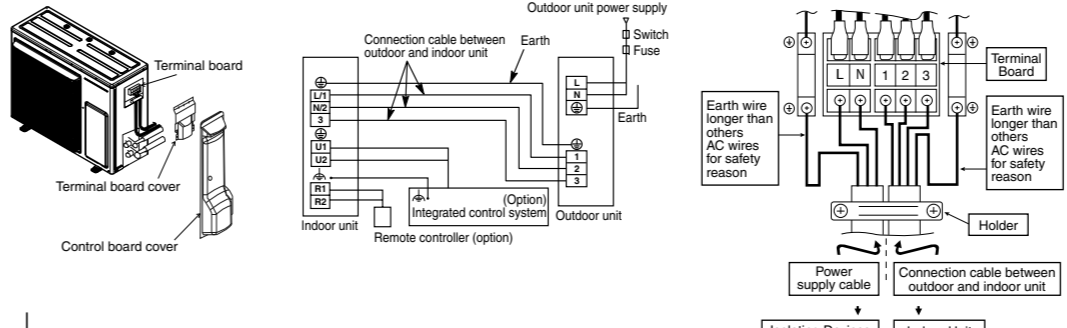 Terminal board
Terminal board cover
Control board cover
Outdoor unit power supply
Switch
Fuse
Connection cable between
outdoor and indoor unit
Earth
L/1
N/2
3
U1
U2
R1
R2
Indoor unit
L
N
Earth
1
2
3
(Option)
Integrated control system
Outdoor unit
Remote controller (option)
L N 1 2 3
Terminal
Board
Earth wire
longer than
others
AC wires
for safety
reason
Earth wire
longer than
others
AC wires
for safety
reason
Holder
Power
supply cable
Connection cable between
outdoor and indoor unit